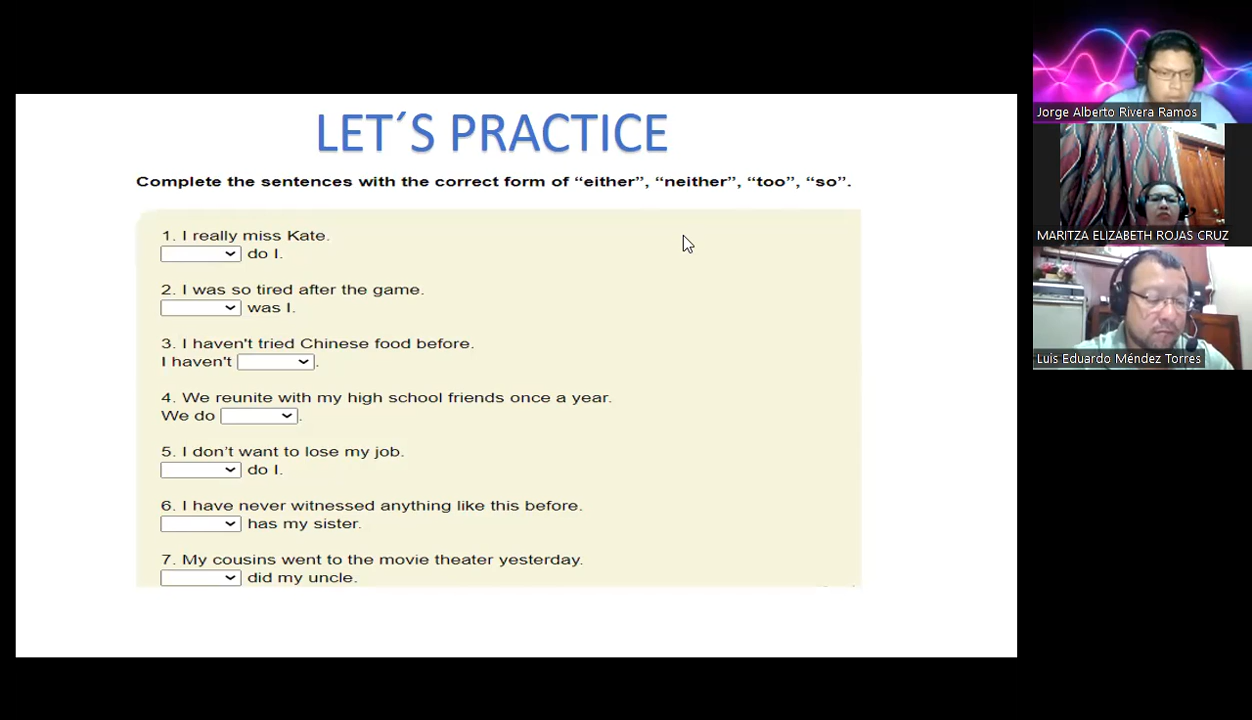 LET´S PRACTICE
Complete the sentences with the correct form of “either”, “neither”, “too”, “so”.
1. I really miss Kate.
do I.
2. I was so tired after the game.
was I.
3. I haven't tried Chinese food before.
I haven't .
4. We reunite with my high school friends once a year.
We do .
5. I don’t want to lose my job.
do I.
6. I have never witnessed anything like this before.
has my sister.
7. My cousins went to the movie theater yesterday.
did my uncle.
Jorge Alberto Rivera Ramos
MARITZA ELIZABETH ROJAS CRUZ
Luis Eduardo Méndez Torres